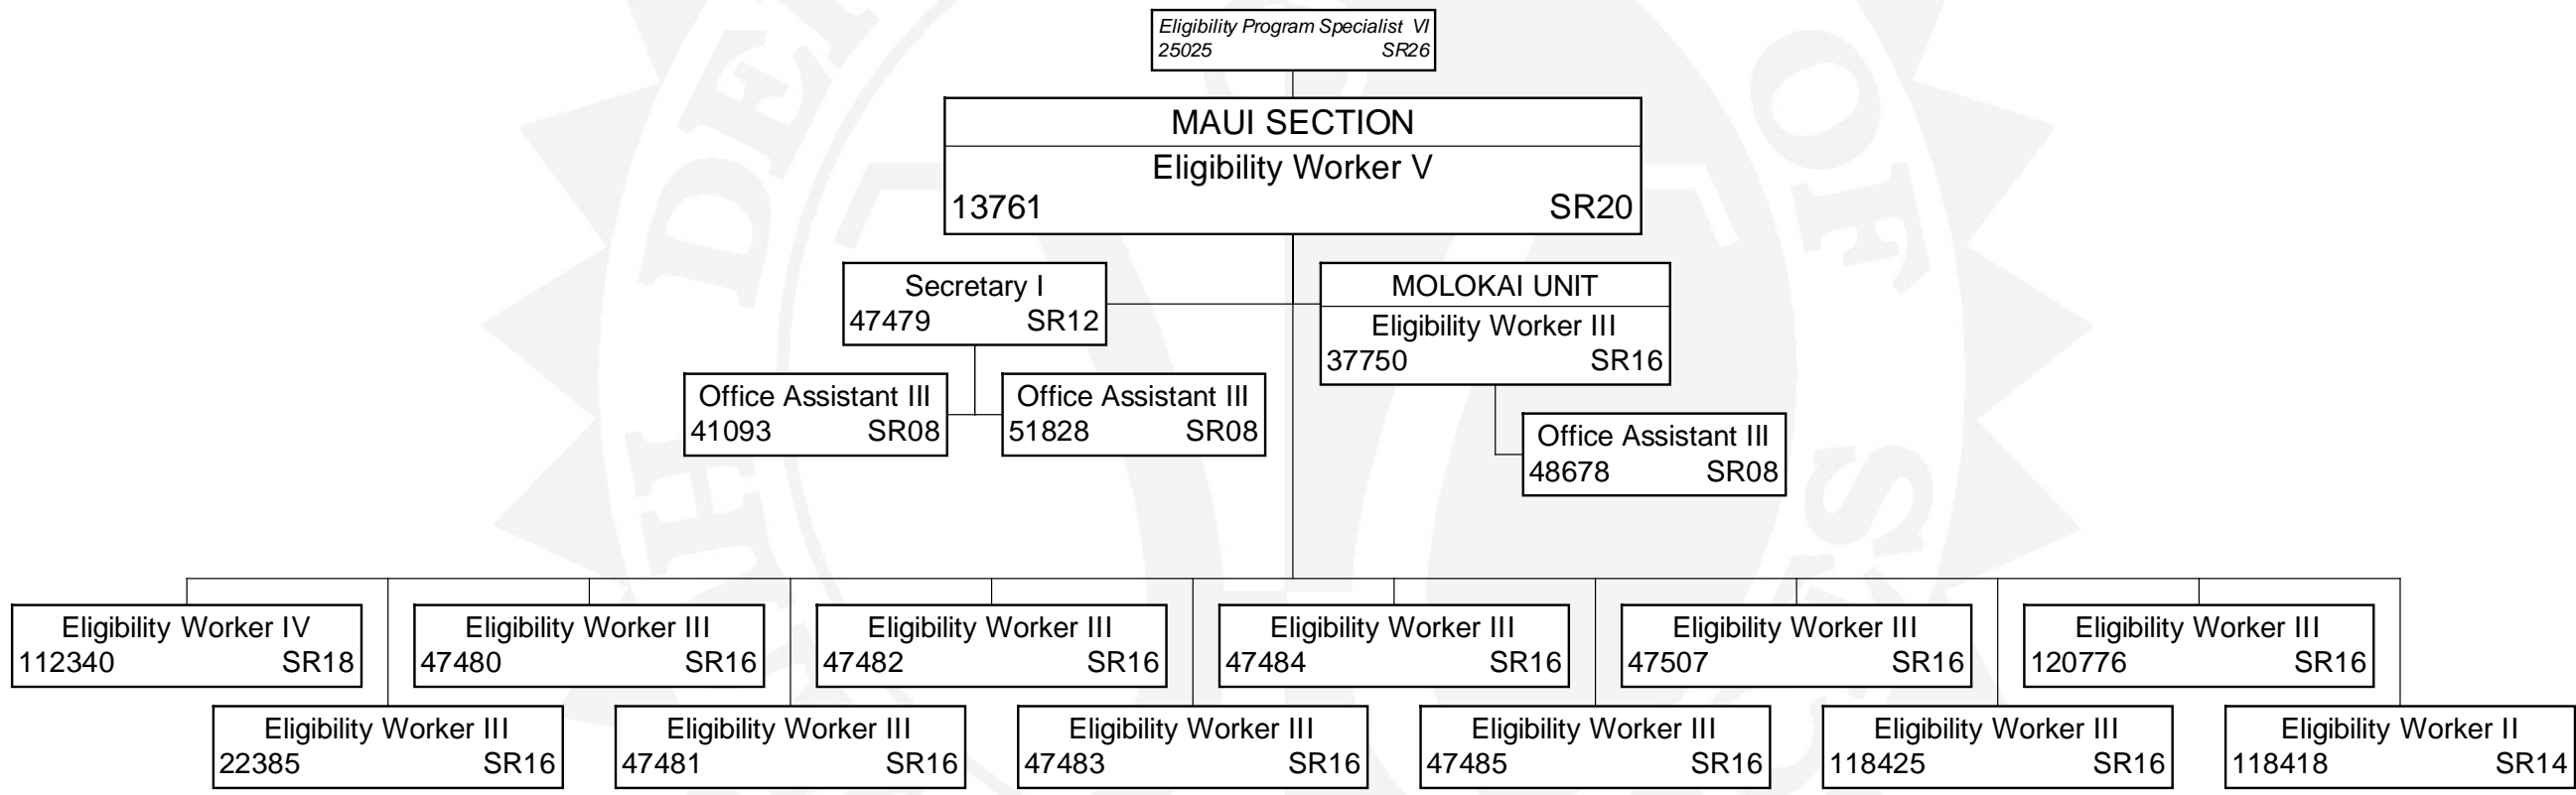 Eligibility Program Specialist VI
25025 SR26
MAUI SECTION
Eligibility Worker V
13761 SR20
Secretary I
47479 SR12
MOLOKAI UNIT
Eligibility Worker III
37750 SR16
Office Assistant III
41093 SR08
Office Assistant III
51828 SR08
Office Assistant III
48678 SR08
Eligibility Worker IV
112340 SR18
Eligibility Worker III
47480 SR16
Eligibility Worker III
47482 SR16
Eligibility Worker III
47484 SR16
Eligibility Worker III
47507 SR16
Eligibility Worker III
120776 SR16
Eligibility Worker III
22385 SR16
Eligibility Worker III
47481 SR16
Eligibility Worker III
47483 SR16
Eligibility Worker III
47485 SR16
Eligibility Worker III
118425 SR16
Eligibility Worker II
118418 SR14